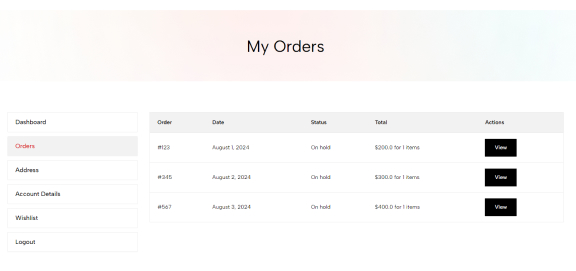 My Orders
Dashboard
Orders
Address
Account Details
Wishlist
Logout
Order Date Status Total Actions
#123 August 1, 2024 On hold $200.0 for 1 items View
#345 August 2, 2024 On hold $300.0 for 1 items View
#567 August 3, 2024 On hold $400.0 for 1 items View